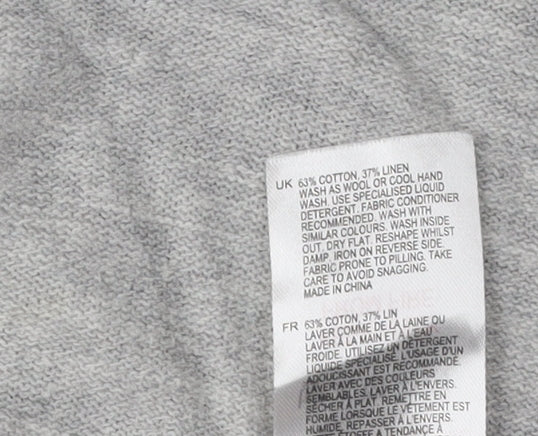 UK 63% COTTON, 37% LINEN
WASH AS WOOL OR COOL HAND
WASH. USE SPECIALISED LIQUID
DETERGENT. FABRIC CONDITIONER
RECOMMENDED. WASH WITH
SIMILAR COLOURS. WASH INSIDE
OUT. DRY FLAT. RESHAPE WHILST
DAMP. IRON ON REVERSE SIDE.
FABRIC PRONE TO PILLING. TAKE
CARE TO AVOID SNAGGING.
MADE IN CHINA
FR 63% COTON, 37% LIN
LAVER COMME DE LA LAINE OU
LAVER À LA MAIN ET À L'EAU
FROIDE. UTILISEZ UN DÉTERGENT
LIQUIDE SPÉCIALISÉ. L'USAGE D'UN
ADOUCISSANT EST RECOMMANDÉ.
LAVER AVEC DES COULEURS
SEMBLABLES. LAVER À L'ENVERS.
SÉCHER À PLAT. REMETTRE EN
FORME LORSQUE LE VÊTEMENT EST
HUMIDE. REPASSER À L'ENVERS.
ÉTOFFE A TENDANCE À